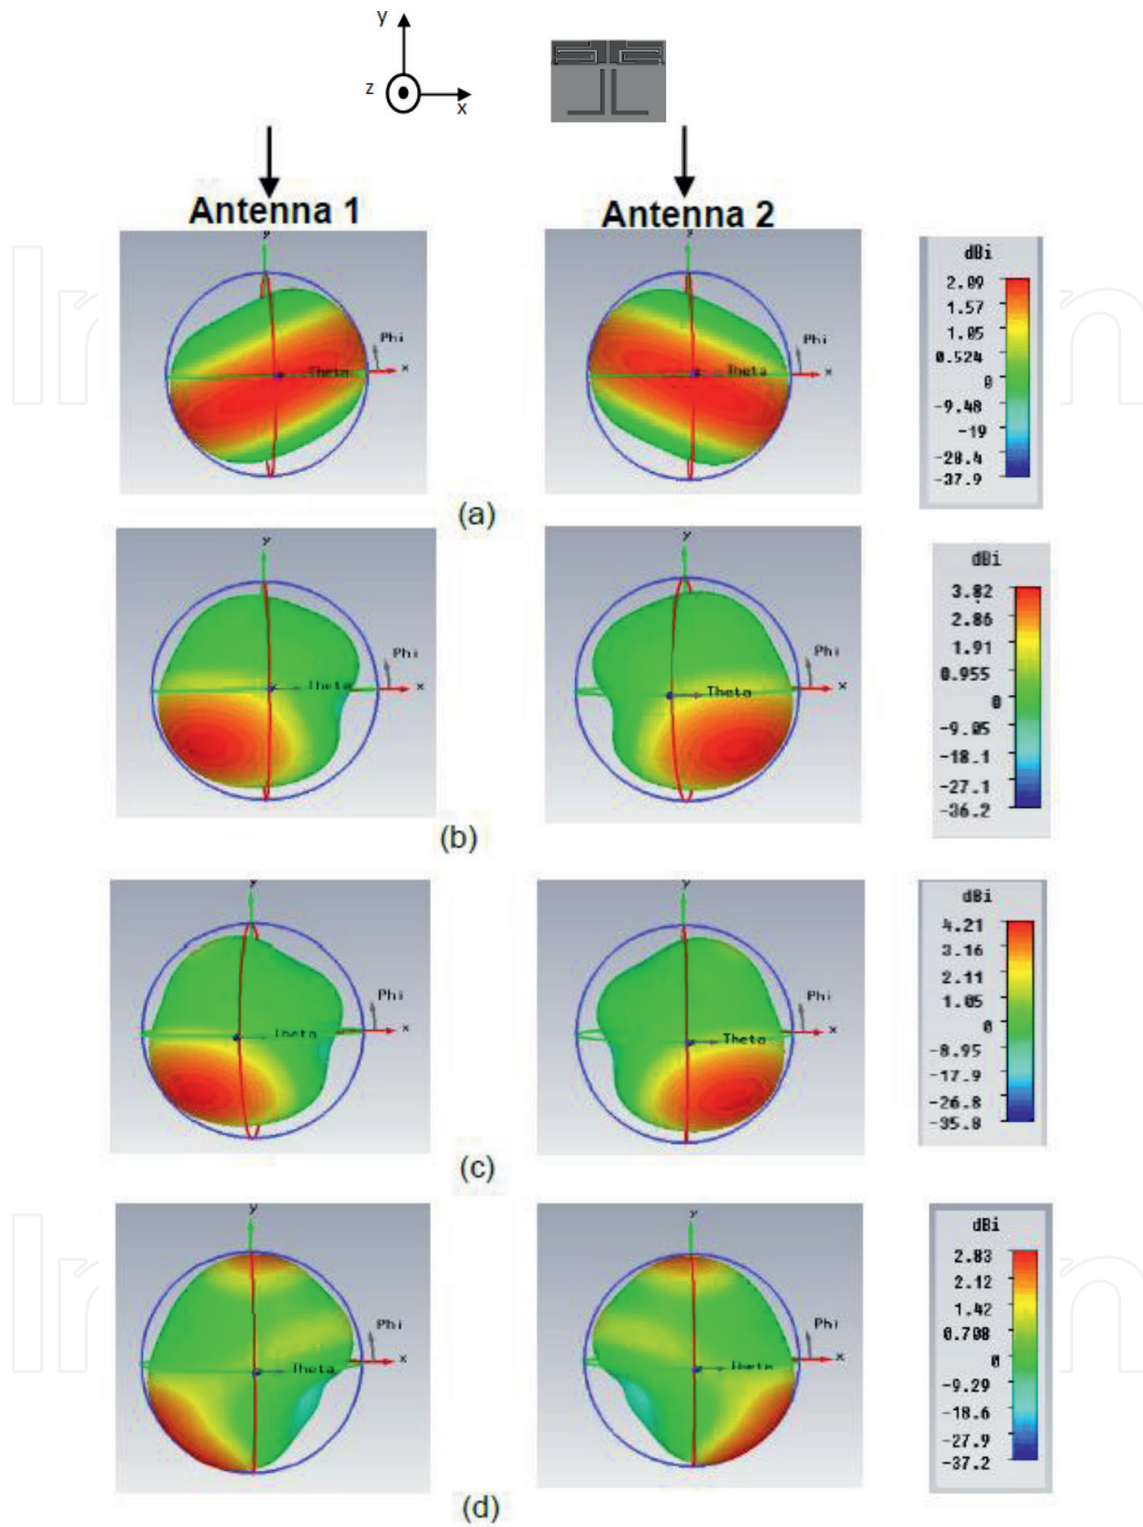 y
z
x
Antenna 1
Antenna 2
y
Phi
Theta
x
y
Phi
Theta
x
dBi
2.09
1.57
1.05
0.524
0
-9.48
-19
-28.4
-37.9
(a)
y
Phi
Theta
x
y
Phi
Theta
x
dBi
3.82
2.86
1.91
0.955
0
-9.05
-18.1
-27.1
-36.2
(b)
y
Phi
Theta
x
y
Phi
Theta
x
dBi
4.21
3.16
2.11
1.05
0
-8.95
-17.9
-26.8
-35.8
(c)
y
Phi
Theta
x
y
Phi
Theta
x
dBi
2.83
2.12
1.42
0.708
0
-9.29
-18.6
-27.9
-37.2
(d)